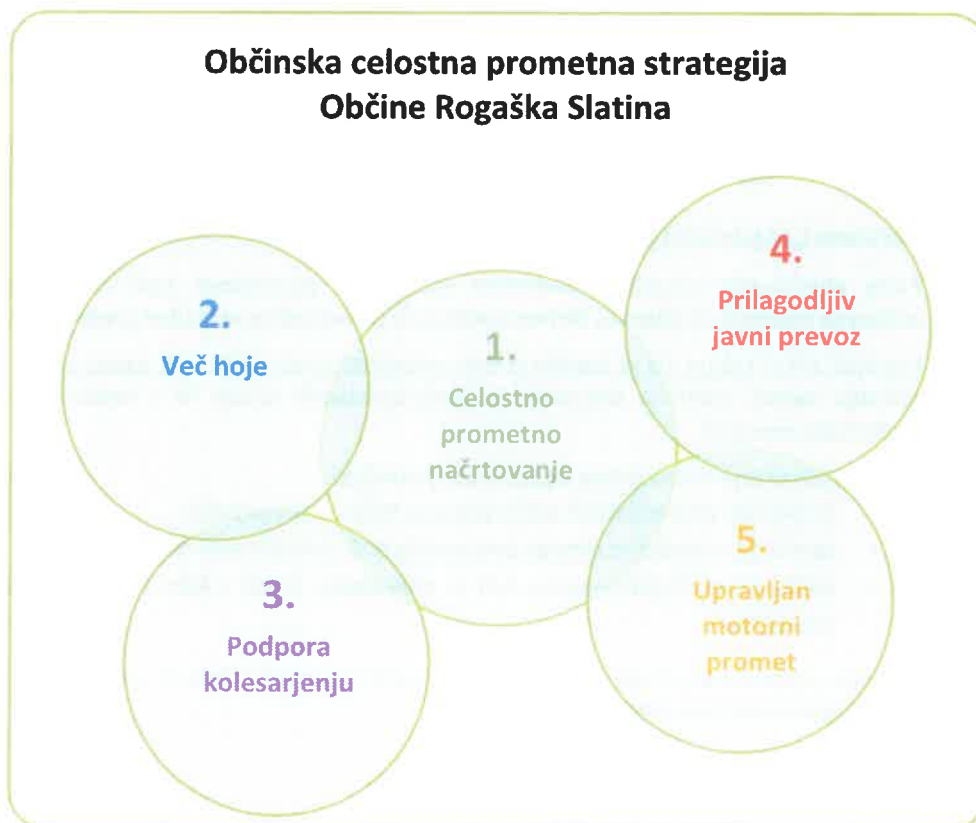 Občinska celostna prometna strategija
Občine Rogaška Slatina
1.
Celostno
prometno
načrtovanje
2.
Več hoje
3.
Podpora
kolesarjenju
4.
Prilagodljiv
javni prevoz
5.
Upravljan
motorni
promet